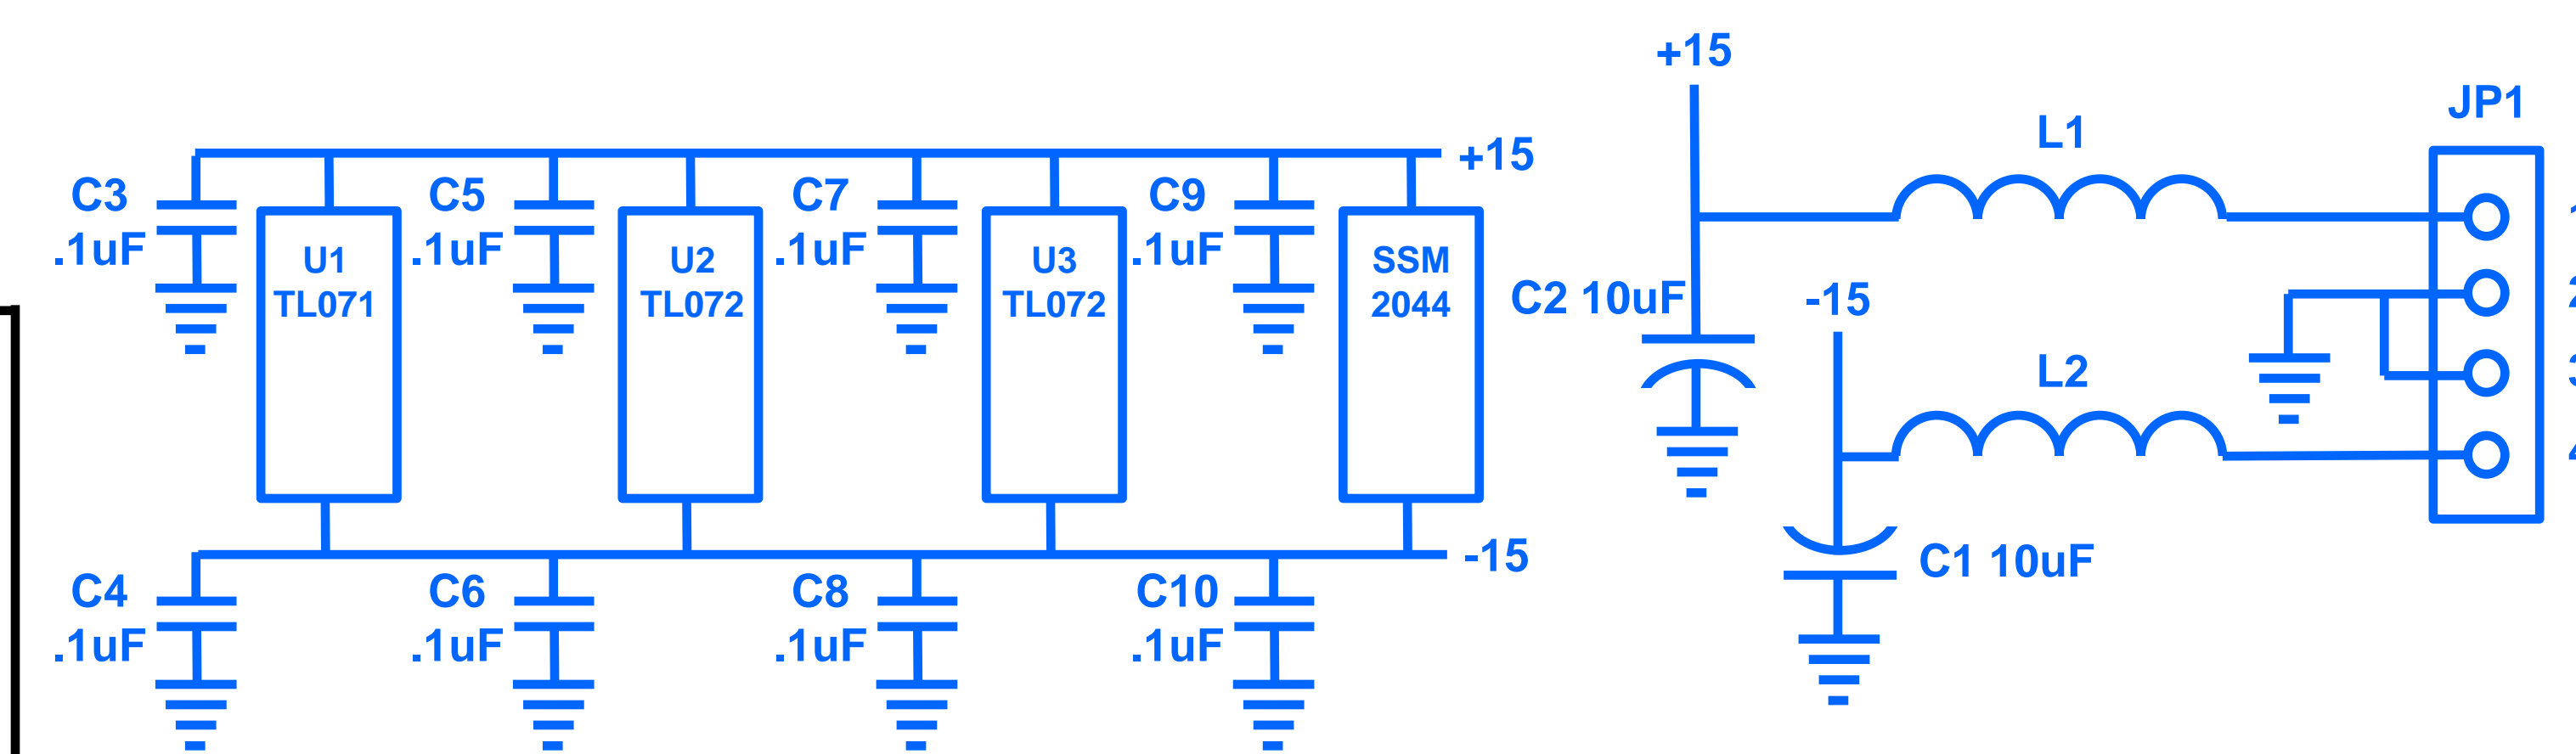 +15
JP1
L1
+15
C3
.1uF
C5
.1uF
C7
.1uF
C9
.1uF
U1
TL071
U2
TL072
U3
TL072
SSM
2044
C2 10uF
-15
L2
-15
C1 10uF
C4
.1uF
C6
.1uF
C8
.1uF
C10
.1uF